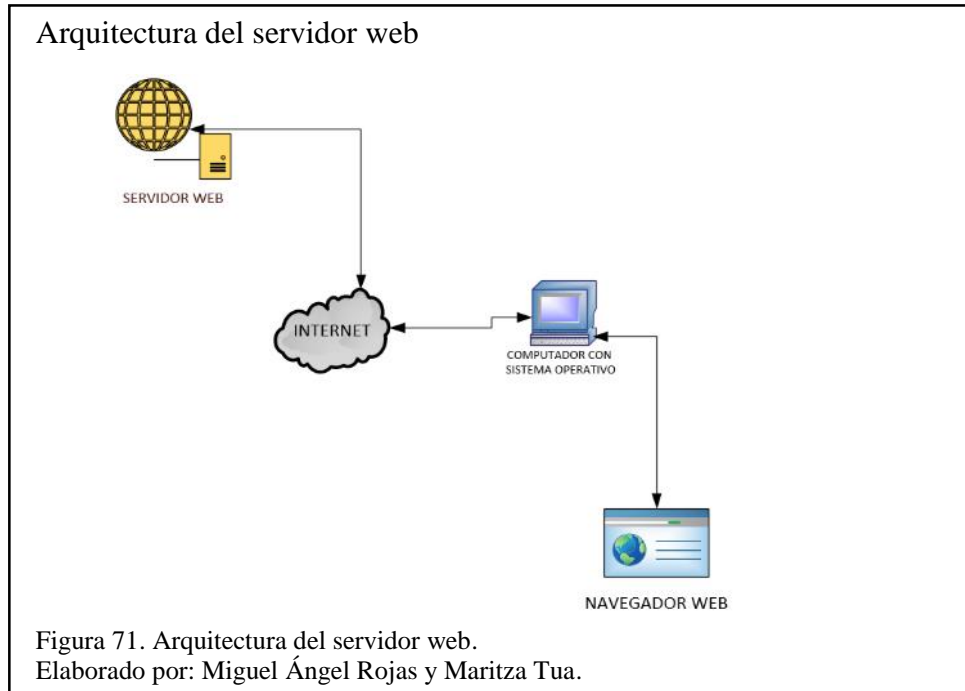 Arquitectura del servidor web
SERVIDOR WEB
INTERNET
COMPUTADOR CON
SISTEMA OPERATIVO
NAVEGADOR WEB
Figura 71. Arquitectura del servidor web.
Elaborado por: Miguel Ángel Rojas y Maritza Tua.